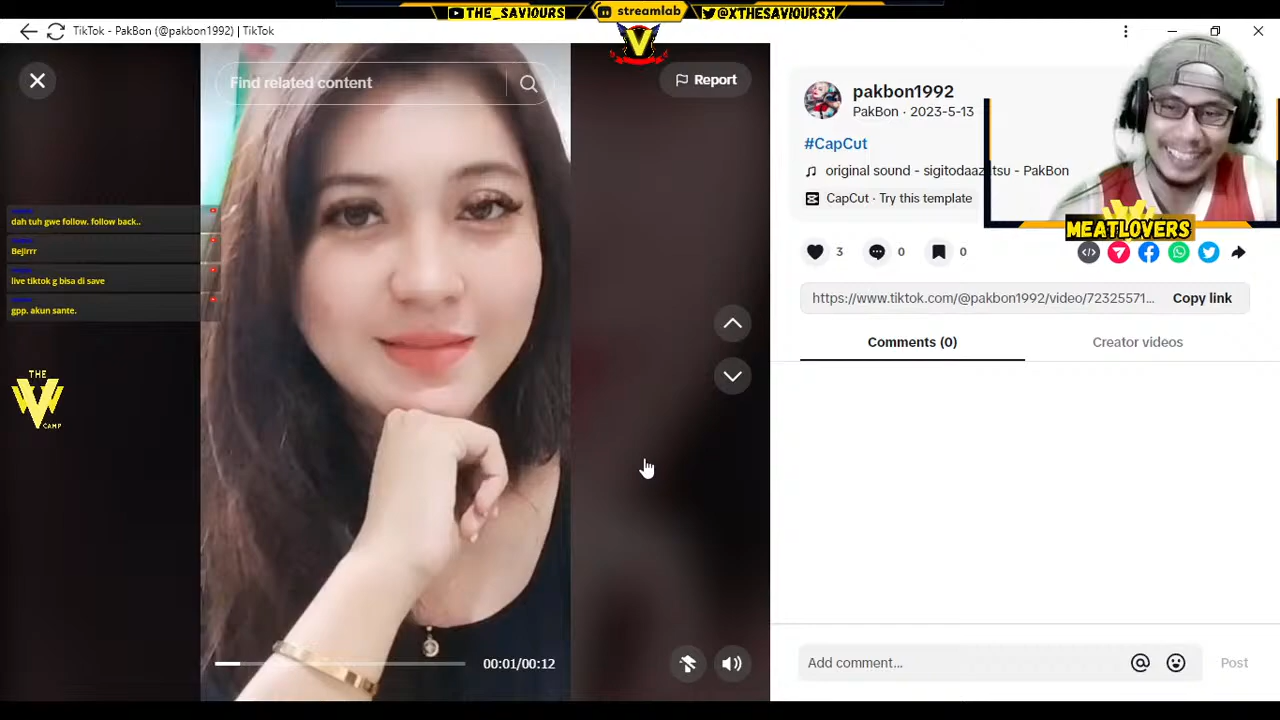 THE_SAVIOURS
streamlab
@XTHESAVIOURSX
TikTok - PakBon (@pakbon1992) | TikTok
V
Find related content
Report
pakbon1992
PakBon · 2023-5-13
#CapCut
original sound - sigitodaaz tsu - PakBon
CapCut · Try this template
MEATLOVERS
3
0
0
https://www.tiktok.com/@pakbon1992/video/72325571...
Copy link
Comments (0)
Creator videos
dah tuh gwe follow. follow back..
Bejirrr
live tiktok g bisa di save
gpp. akun sante.
THE
CAMP
00:01/00:12
Add comment...
Post